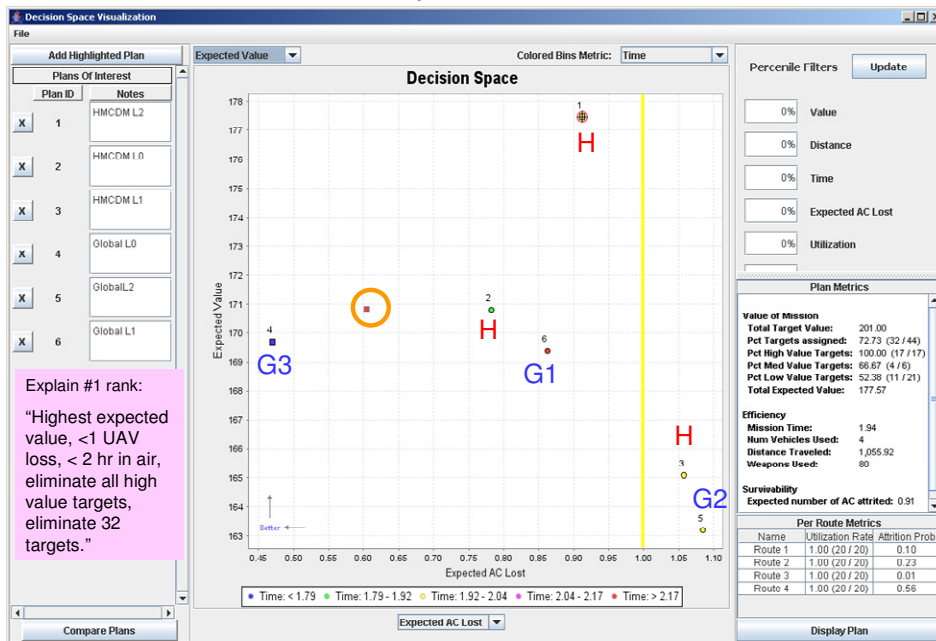 Decision Space Visualization
File
Add Highlighted Plan
Plans Of Interest
Plan ID Notes
X 1 HMCDM L2
X 2 HMCDM L0
X 3 HMCDM L1
X 4 Global L0
X 5 GlobalL2
X 6 Global L1
Explain #1 rank:
“Highest expected
value, <1 UAV
loss, < 2 hr in air,
eliminate all high
value targets,
eliminate 32
targets.”
Compare Plans
Expected Value
Colored Bins Metric: Time
Decision Space
Expected Value
178
177
176
175
174
173
172
171
170
169
168
167
166
165
164
163
1
H
2
H
4
G3
6
G1
H
3
G2
5
Better
0.45 0.50 0.55 0.60 0.65 0.70 0.75 0.80 0.85 0.90 0.95 1.00 1.05 1.10
Expected AC Lost
Time: < 1.79 Time: 1.79 - 1.92 Time: 1.92 - 2.04 Time: 2.04 - 2.17 Time: > 2.17
Expected AC Lost
Percenile Filters Update
0% Value
0% Distance
0% Time
0% Expected AC Lost
0% Utilization
Plan Metrics
Value of Mission
Total Target Value: 201.00
Pct Targets assigned: 72.73 (32 / 44)
Pct High Value Targets: 100.00 (17 / 17)
Pct Med Value Targets: 66.67 (4 / 6)
Pct Low Value Targets: 52.38 (11 / 21)
Total Expected Value: 177.57
Efficiency
Mission Time: 1.94
Num Vehicles Used: 4
Distance Traveled: 1,055.92
Weapons Used: 80
Survivability
Expected number of AC attrited: 0.91
Per Route Metrics
Name Utilization Rate Attrition Prob
Route 1 1.00 (20 / 20) 0.10
Route 2 1.00 (20 / 20) 0.23
Route 3 1.00 (20 / 20) 0.01
Route 4 1.00 (20 / 20) 0.56
Display Plan